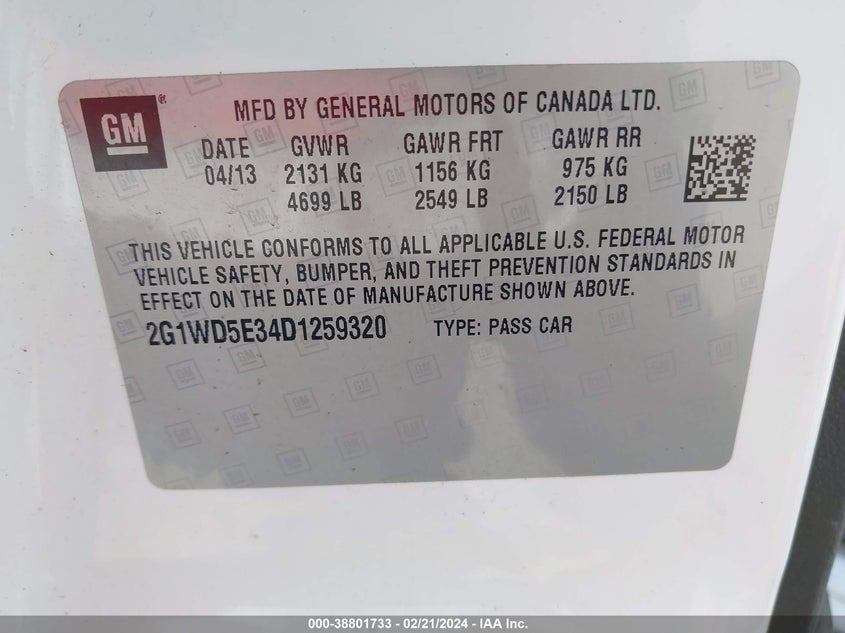 GM ® MFD BY GENERAL MOTORS OF CANADA LTD.
DATE GVWR GAWR FRT GAWR RR
04/13 2131 KG 1156 KG 975 KG
4699 LB 2549 LB 2150 LB
THIS VEHICLE CONFORMS TO ALL APPLICABLE U.S. FEDERAL MOTOR
VEHICLE SAFETY, BUMPER, AND THEFT PREVENTION STANDARDS IN
EFFECT ON THE DATE OF MANUFACTURE SHOWN ABOVE.
2G1WD5E34D1259320 TYPE: PASS CAR
000-38801733 - 02/21/2024 - IAA Inc.